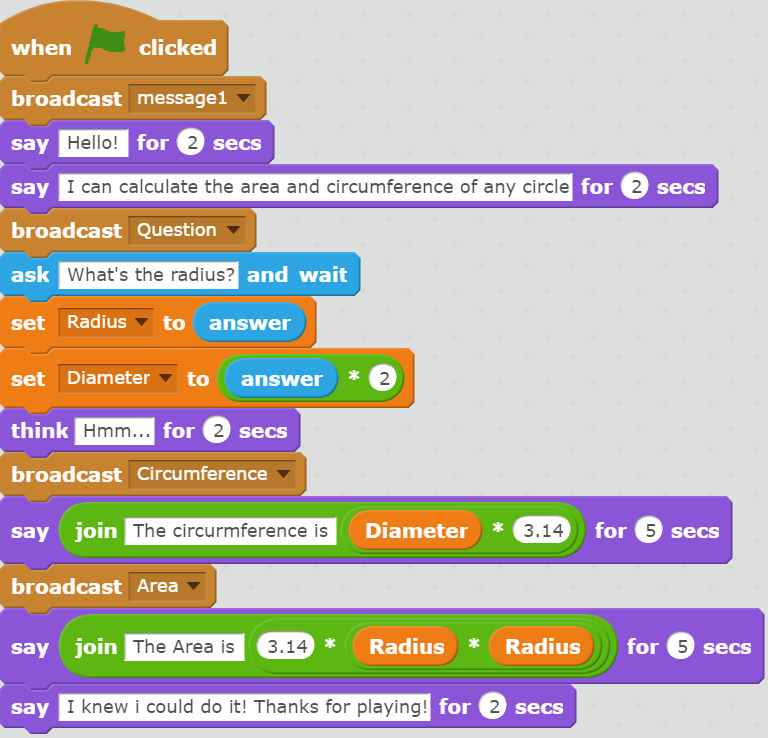 when clicked
broadcast message1
say Hello! for 2 secs
say I can calculate the area and circumference of any circle for 2 secs
broadcast Question
ask What's the radius? and wait
set Radius to answer
set Diameter to answer * 2
think Hmm... for 2 secs
broadcast Circumference
say join The circurmference is Diameter * 3.14 for 5 secs
broadcast Area
say join The Area is 3.14 * Radius * Radius for 5 secs
say I knew i could do it! Thanks for playing! for 2 secs